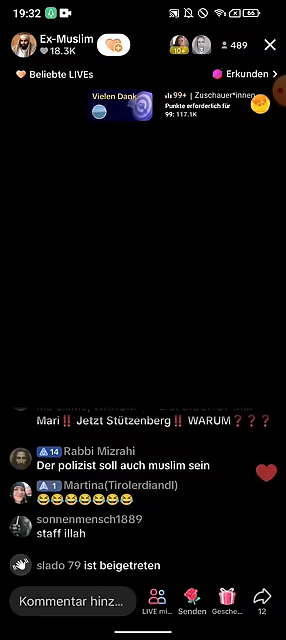 19:32
66
Ex-Muslim
18.3K
10
489
Beliebte LIVEs
Erkunden
Vielen Dank
99+ | Zuschauer*innen
Punkte erforderlich für
99: 117.1K
Mari‼️ Jetzt Stützenberg‼️ WARUM❓❓❓
14 Rabbi Mizrahi
Der polizist soll auch muslim sein
1 Martina(Tirolerdiandl)
😂😂😂😂😂😂😂
sonnenmensch1889
staff illah
slado 79 ist beigetreten
Kommentar hinz...
LIVE mi...
Senden
Gesche...
12